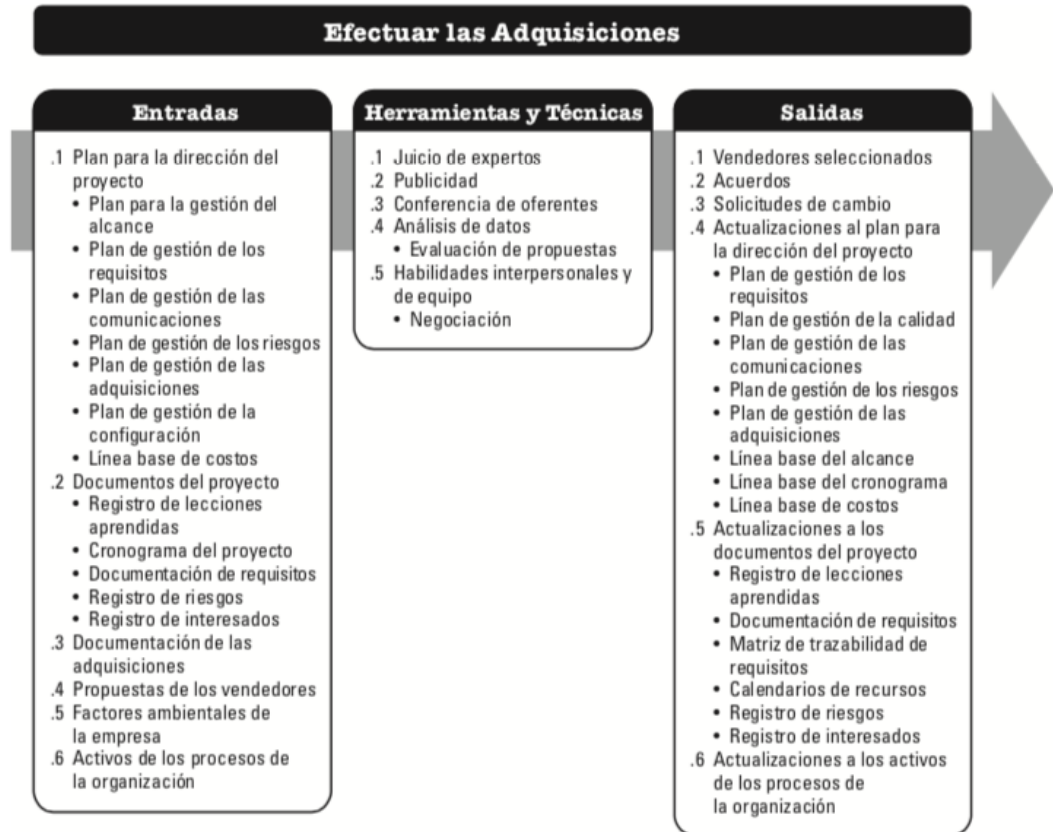 Efectuar las Adquisiciones
Entradas
.1 Plan para la dirección del
proyecto
• Plan para la gestión del
alcance
• Plan de gestión de los
requisitos
• Plan de gestión de las
comunicaciones
• Plan de gestión de los riesgos
• Plan de gestión de las
adquisiciones
• Plan de gestión de la
configuración
• Línea base de costos
.2 Documentos del proyecto
• Registro de lecciones
aprendidas
• Cronograma del proyecto
• Documentación de requisitos
• Registro de riesgos
• Registro de interesados
.3 Documentación de las
adquisiciones
.4 Propuestas de los vendedores
.5 Factores ambientales de
la empresa
.6 Activos de los procesos de
la organización
Herramientas y Técnicas
.1 Juicio de expertos
.2 Publicidad
.3 Conferencia de oferentes
.4 Análisis de datos
• Evaluación de propuestas
.5 Habilidades interpersonales y
de equipo
• Negociación
Salidas
.1 Vendedores seleccionados
.2 Acuerdos
.3 Solicitudes de cambio
.4 Actualizaciones al plan para
la dirección del proyecto
• Plan de gestión de los
requisitos
• Plan de gestión de la calidad
• Plan de gestión de las
comunicaciones
• Plan de gestión de los riesgos
• Plan de gestión de las
adquisiciones
• Línea base del alcance
• Línea base del cronograma
• Línea base de costos
.5 Actualizaciones a los
documentos del proyecto
• Registro de lecciones
aprendidas
• Documentación de requisitos
• Matriz de trazabilidad de
requisitos
• Calendarios de recursos
• Registro de riesgos
• Registro de interesados
.6 Actualizaciones a los activos
de los procesos de
la organización